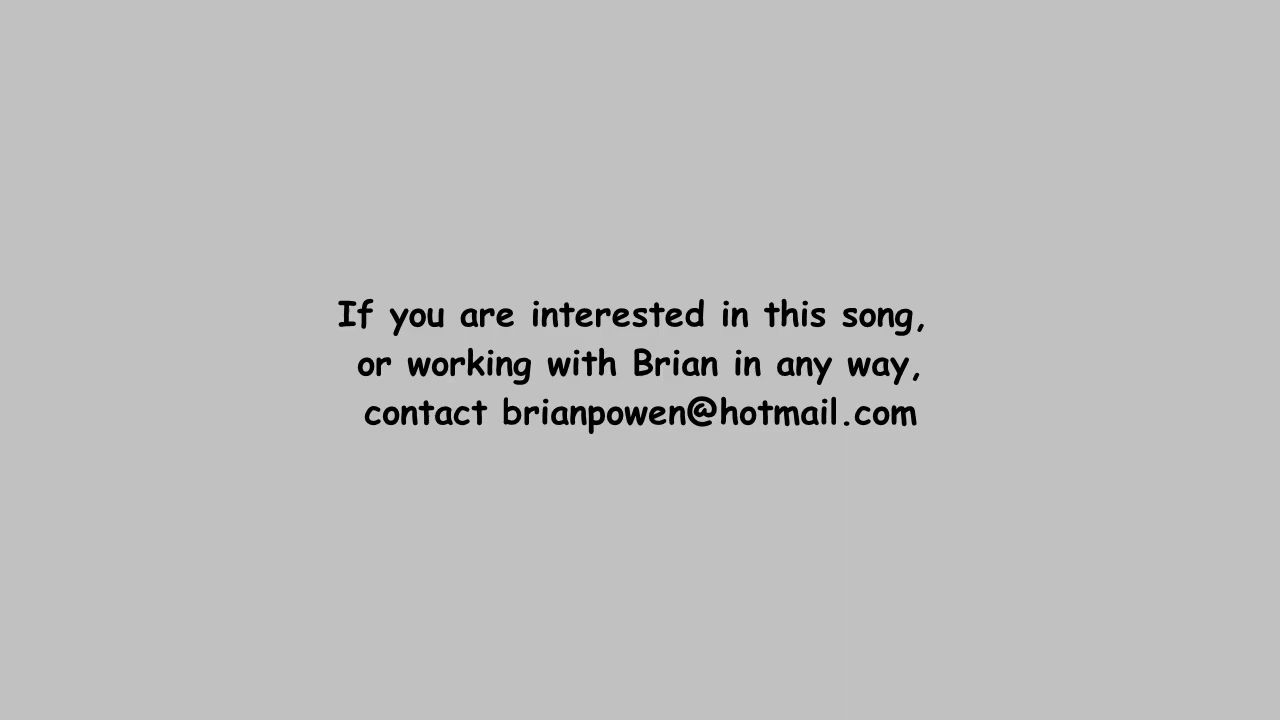 If you are interested in this song,
or working with Brian in any way,
contact brianpowen@hotmail.com